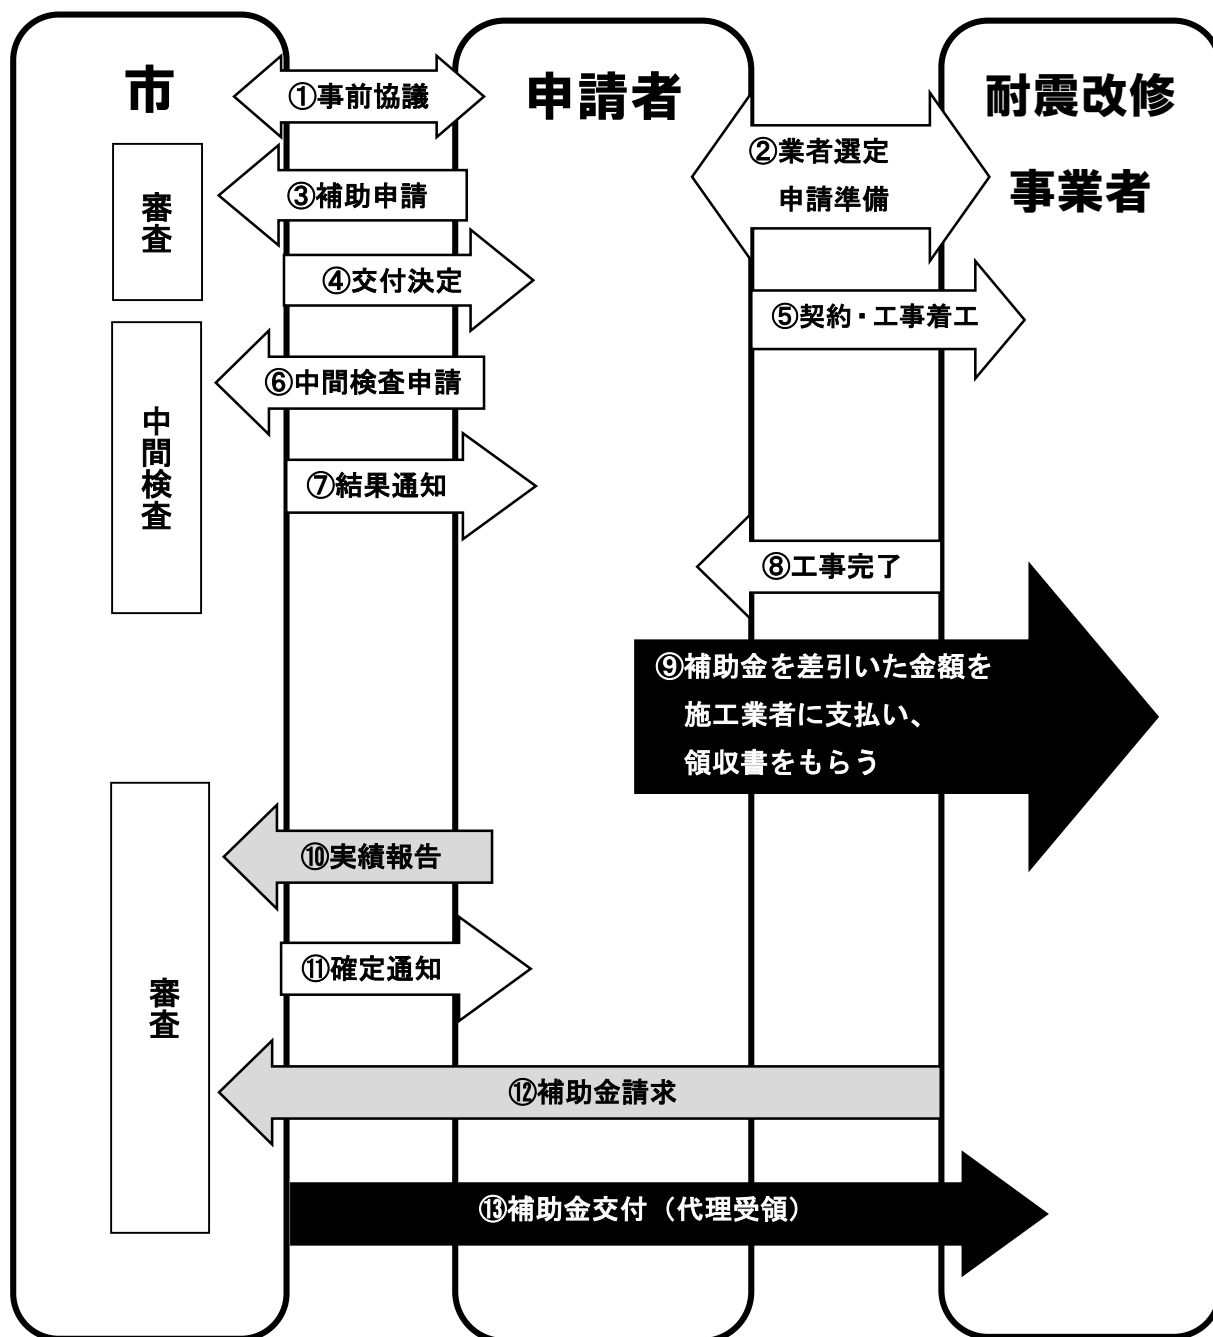 市
申請者
耐震改修
事業者
①事前協議
②業者選定
申請準備
③補助申請
審査
④交付決定
⑤契約・工事着工
⑥中間検査申請
中間検査
⑦結果通知
⑧工事完了
⑨補助金を差引いた金額を
施工業者に支払い、
領収書をもらう
⑩実績報告
⑪確定通知
審査
⑫補助金請求
⑬補助金交付（代理受領）